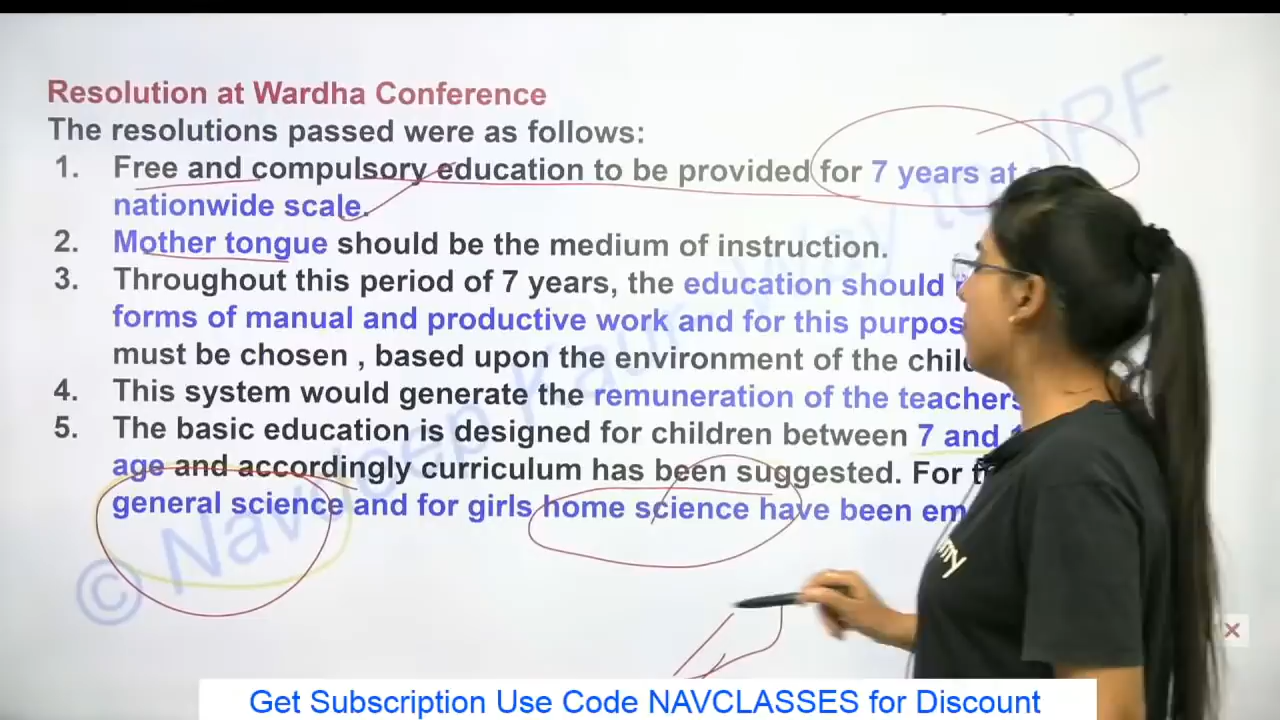 Resolution at Wardha Conference
The resolutions passed were as follows:
1. Free and compulsory education to be provided for 7 years at
nationwide scale.
2. Mother tongue should be the medium of instruction.
3. Throughout this period of 7 years, the education should
forms of manual and productive work and for this
must be chosen , based upon the environment of the
4. This system would generate the remuneration of the teachers
5. The basic education is designed for children between 7 and
age and accordingly curriculum has been suggested. For
general science and for girls home science have been
© Navdeep Kaur- Way to JRF
Get Subscription Use Code NAVCLASSES for Discount